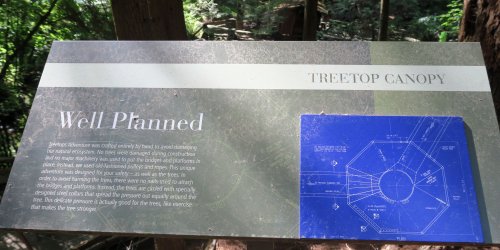 TREETOP CANOPY
Well Planned
Treetops Adventure was crafted entirely by hand to avoid damaging
the natural ecosystem. No trees were damaged during construction
and no major machinery was used to put the bridges and platforms in
place. Instead, we used old-fashioned pulleys and ropes. This unique
adventure was designed for your safety – as well as the trees. In
order to avoid harming the trees, there were no nails used to attach
the bridges and platforms. Instead, the trees are circled with specially
designed steel collars that spread the pressure out equally around the
tree. This delicate pressure is actually good for the trees, like exercise
that makes the tree stronger.